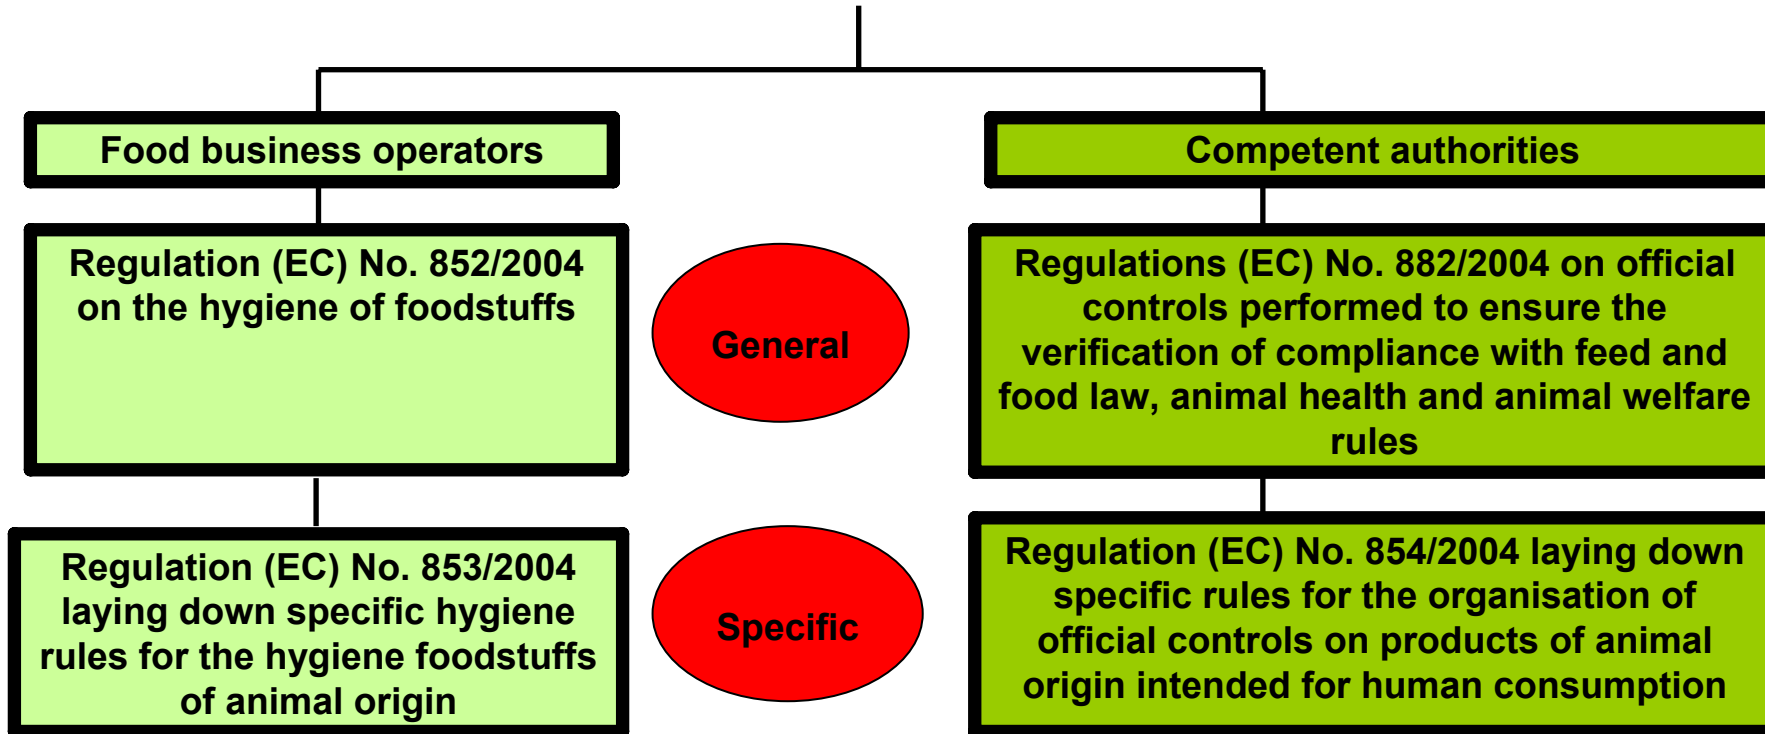 Food business operators
Competent authorities
Regulation (EC) No. 852/2004
on the hygiene of foodstuffs
General
Regulations (EC) No. 882/2004 on official
controls performed to ensure the
verification of compliance with feed and
food law, animal health and animal welfare
rules
Regulation (EC) No. 853/2004
laying down specific hygiene
rules for the hygiene foodstuffs
of animal origin
Specific
Regulation (EC) No. 854/2004 laying down
specific rules for the organisation of
official controls on products of animal
origin intended for human consumption